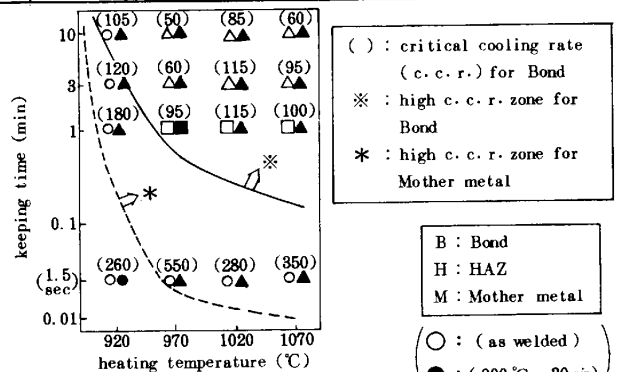 (105) (50) (85) (60)
10
(120) (60) (115) (95)
3
(180) (95) (115) (100)
1
keeping time (min)
※
*
0.1
(260) (550) (280) (350)
(1.5 sec)
0.01
920 970 1020 1070
heating temperature (℃)
( ) : critical cooling rate
(c. c. r.) for Bond
※ : high c. c. r. zone for
Bond
* : high c. c. r. zone for
Mother metal
B : Bond
H : HAZ
M : Mother metal
○ : (as welded)